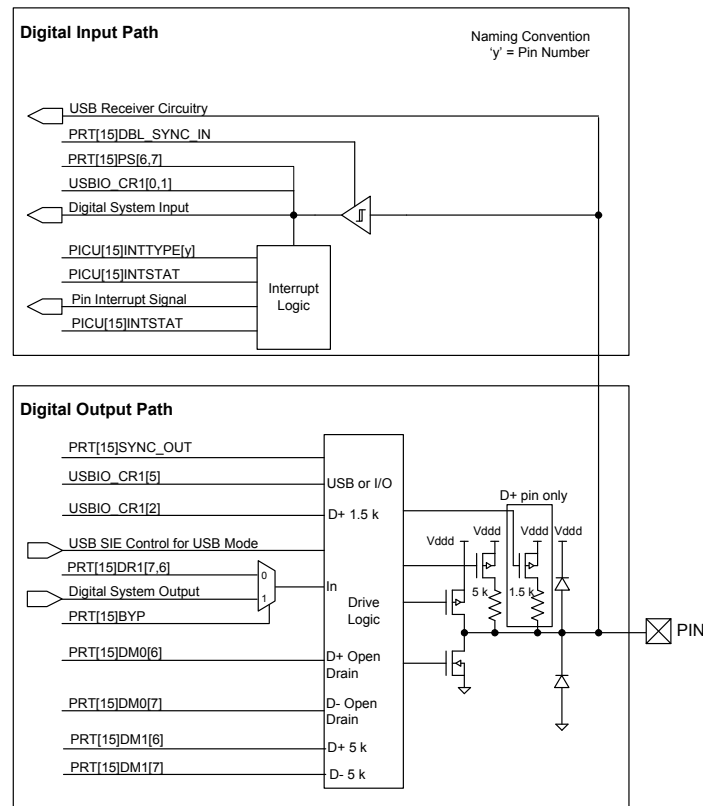 Digital Input Path
Naming Convention
'y' = Pin Number
USB Receiver Circuitry
PRT[15]DBL_SYNC_IN
PRT[15]PS[6,7]
USBIO_CR1[0,1]
Digital System Input
PICU[15]INTTYPE[y]
PICU[15]INTSTAT
Pin Interrupt Signal
PICU[15]INTSTAT
Interrupt
Logic
Digital Output Path
PRT[15]SYNC_OUT
USBIO_CR1[5]
USBIO_CR1[2]
USB SIE Control for USB Mode
PRT[15]DR1[7,6]
Digital System Output
PRT[15]BYP
0
1
PRT[15]DM0[6]
PRT[15]DM0[7]
PRT[15]DM1[6]
PRT[15]DM1[7]
USB or I/O
D+ 1.5 k
In
Drive
Logic
D+ Open
Drain
D- Open
Drain
D+ 5 k
D- 5 k
D+ pin only
Vddd
Vddd
Vddd
Vddd
5 k
1.5 k
PIN